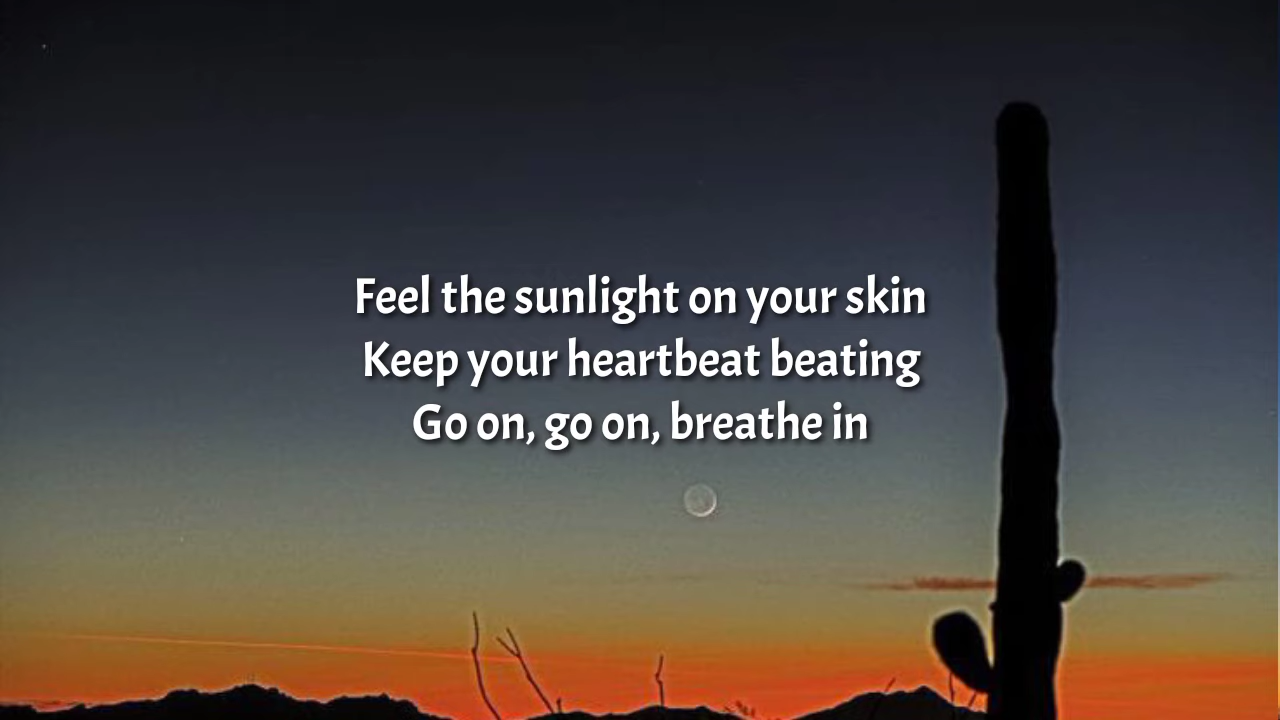 Feel the sunlight on your skin
Keep your heartbeat beating
Go on, go on, breathe in